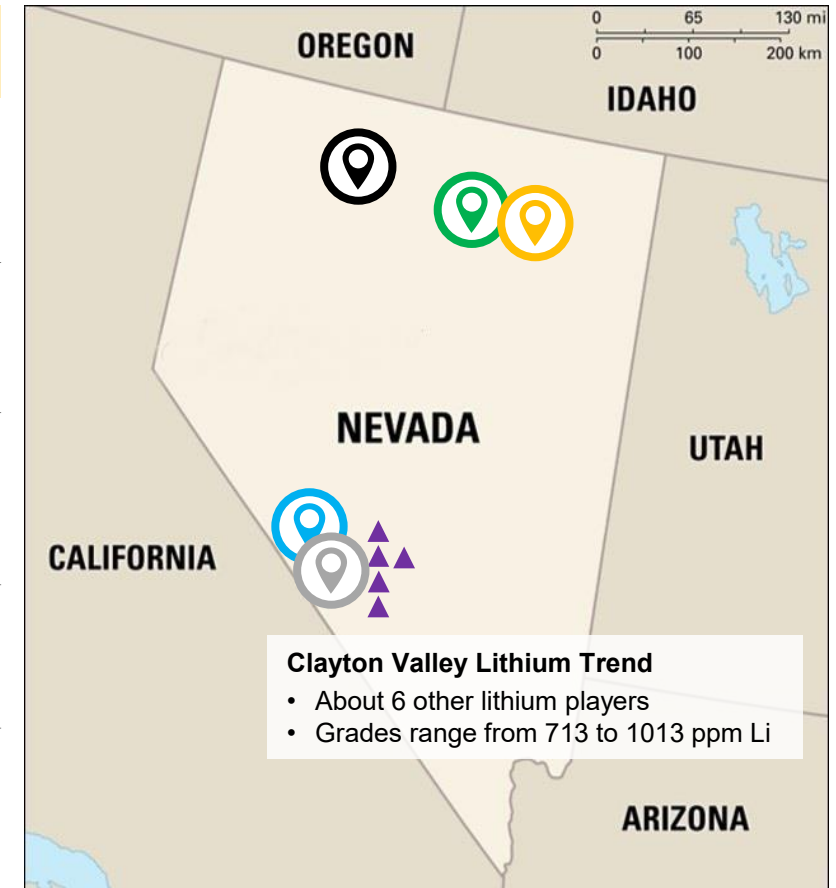 0 65 130 mi
0 100 200 km
OREGON
IDAHO
NEVADA
UTAH
CALIFORNIA
Clayton Valley Lithium Trend
• About 6 other lithium players
• Grades range from 713 to 1013 ppm Li
ARIZONA